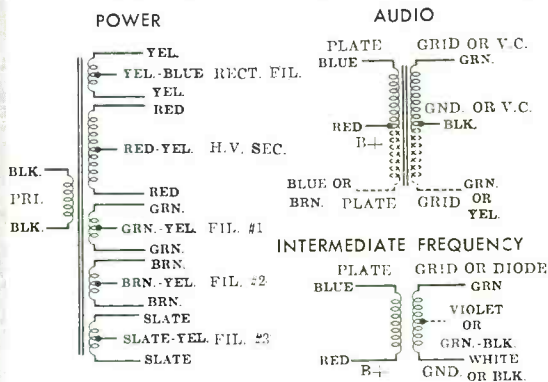 POWER
YEL.
YEL.-BLUE RECT. FIL.
YEL.
RED
RED-YEL. H.V. SEC.
RED
BLK.
PRI.
BLK.
GRN.
GRN.-YEL. FIL. #1
GRN.
BRN.
BRN.-YEL. FIL. #2
BRN.
SLATE
SLATE-YEL. FIL. #3
SLATE
AUDIO
PLATE GRID OR V.C.
BLUE GRN.
GND. OR V.C.
RED BLK.
B+
BLUE OR GRN.
BRN. PLATE GRID OR
YEL.
INTERMEDIATE FREQUENCY
PLATE GRID OR DIODE
BLUE GRN
VIOLET
OR
GRN.-BLK.
RED WHITE
B+ GND. OR BLK.